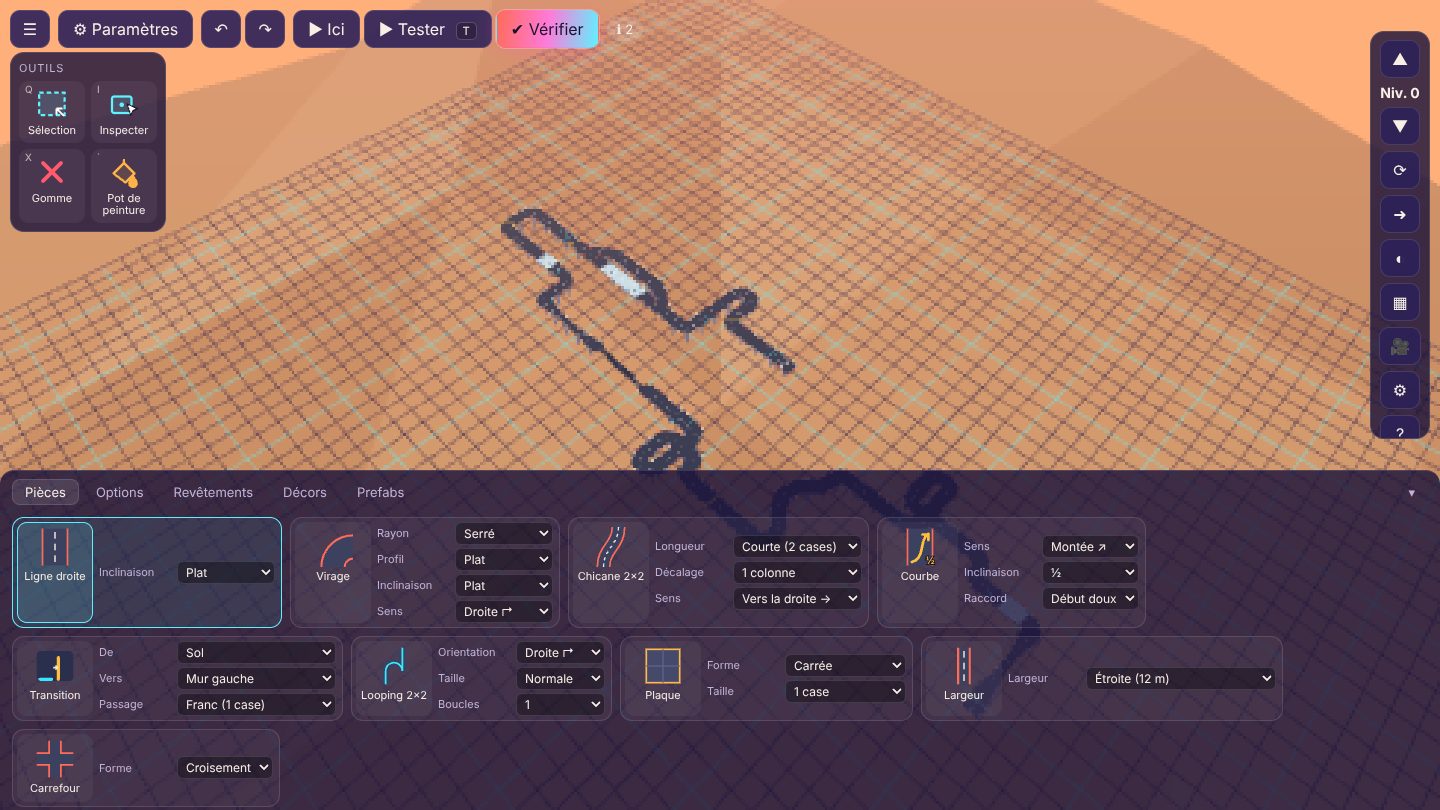 ☰ ⚙ Paramètres ↶ ↷ ▶ Ici ▶ Tester T ✔ Vérifier ℹ 2
OUTILS
Q I
Sélection Inspecter
X '
Gomme Pot de
peinture
▲
Niv. 0
▼
?
Pièces Options Revêtements Décors Prefabs ▼
Ligne droite Inclinaison Plat
Virage
Rayon Serré
Profil Plat
Inclinaison Plat
Sens Droite ↱
Chicane 2×2
Longueur Courte (2 cases)
Décalage 1 colonne
Sens Vers la droite →
½
Courbe
Sens Montée ↗
Inclinaison ½
Raccord Début doux
Transition
De Sol
Vers Mur gauche
Passage Franc (1 case)
Looping 2×2
Orientation Droite ↱
Taille Normale
Boucles 1
Plaque
Forme Carrée
Taille 1 case
Largeur
Largeur Étroite (12 m)
Carrefour
Forme Croisement